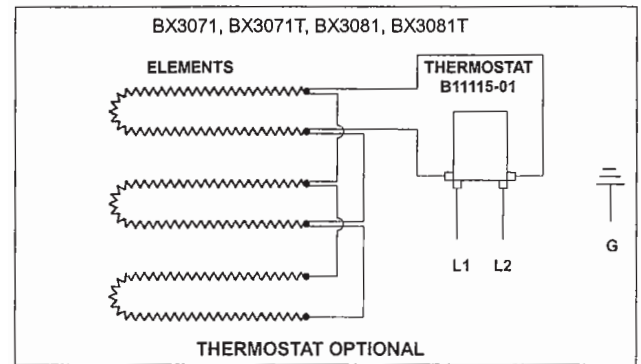 BX3071, BX3071T, BX3081, BX3081T
ELEMENTS
THERMOSTAT
B11115-01
L1 L2
G
THERMOSTAT OPTIONAL